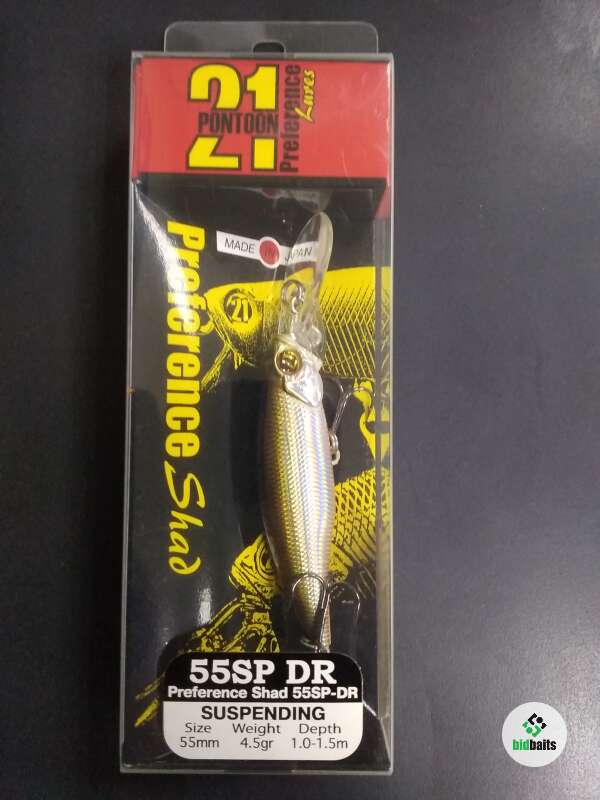 21
PONTOON
Preference
Lures
MADE IN JAPAN
21
Preference
Shad
55SP DR
Preference Shad 55SP-DR
SUSPENDING
Size Weight Depth
55mm 4.5gr 1.0-1.5m
bidbaits